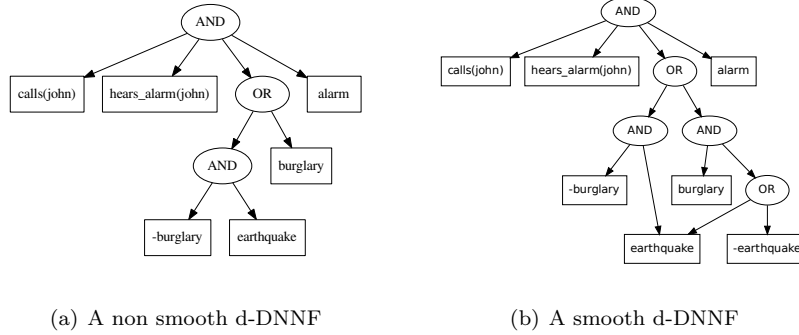 AND AND
calls(john) hears_alarm(john) OR alarm calls(john) hears_alarm(john) OR alarm
AND burglary AND AND
-burglary earthquake -burglary burglary OR
earthquake -earthquake
(a) A non smooth d-DNNF (b) A smooth d-DNNF